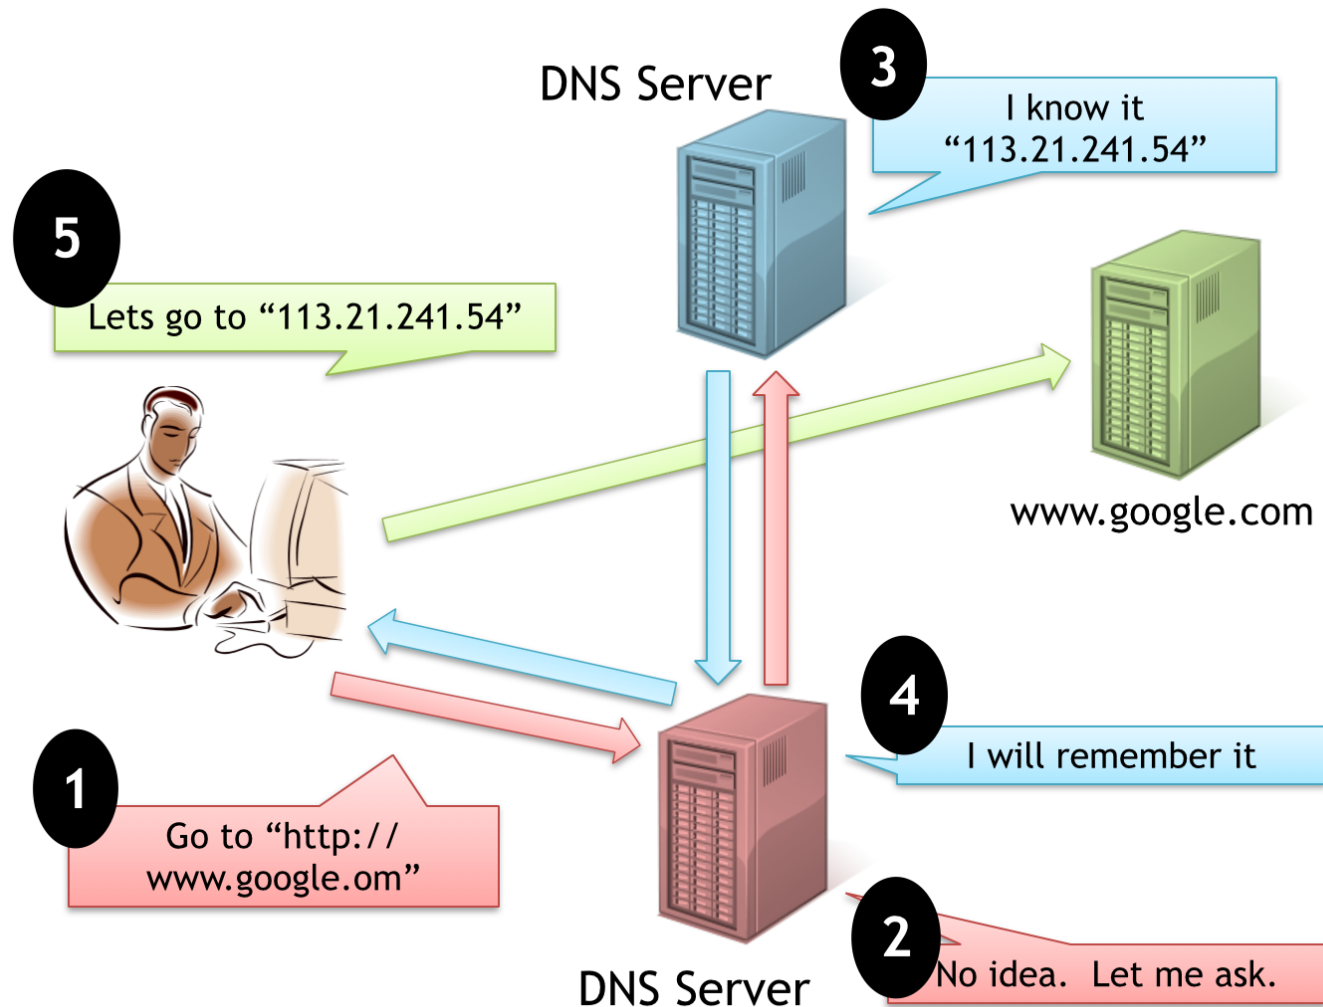 DNS Server
3
I know it
“113.21.241.54”
5
Lets go to “113.21.241.54”
www.google.com
4
I will remember it
1
Go to “http://
www.google.om”
2
No idea.  Let me ask.
DNS Server